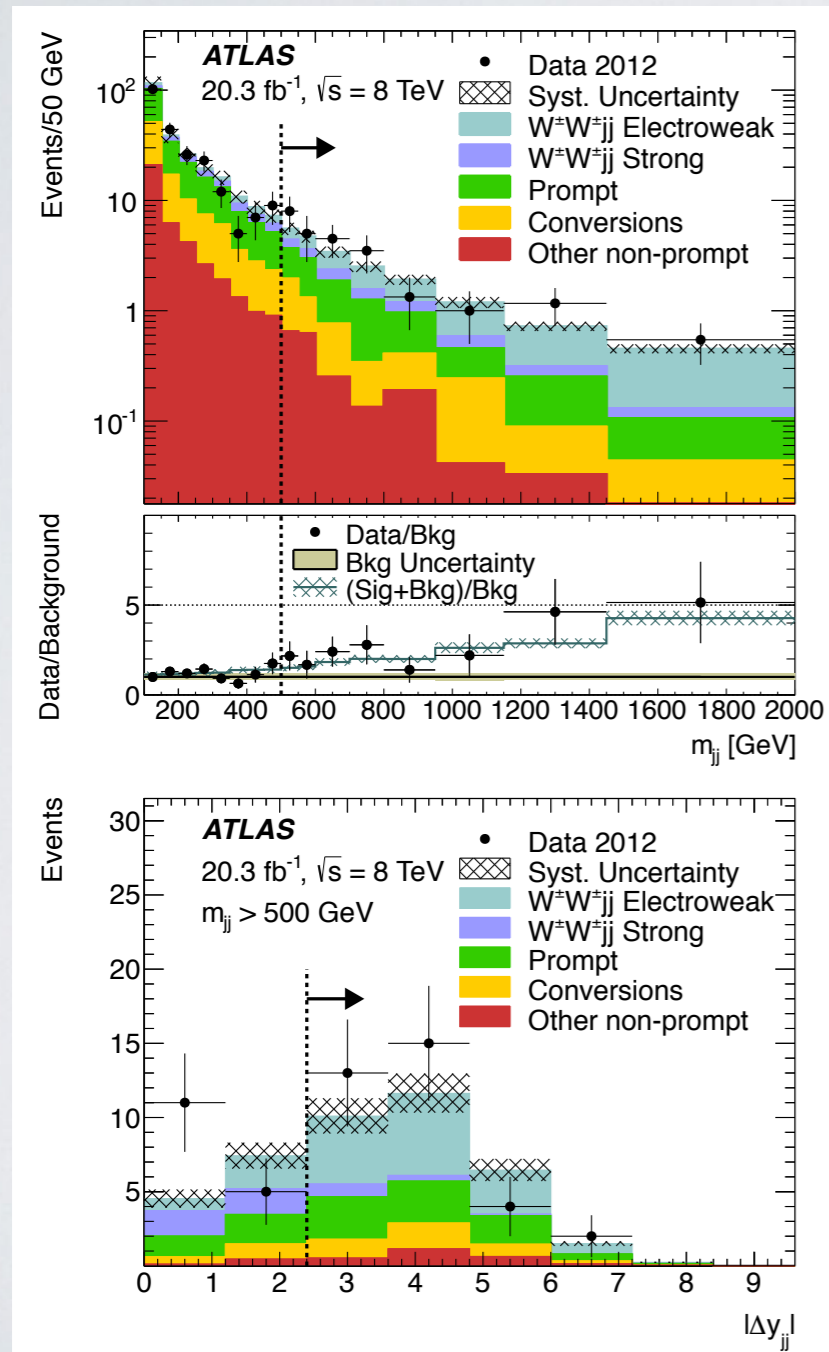 ATLAS
20.3 fb⁻¹, √s = 8 TeV
Data 2012
Syst. Uncertainty
W±W±jj Electroweak
W±W±jj Strong
Prompt
Conversions
Other non-prompt
Events/50 GeV
10²
10
1
10⁻¹
Data/Bkg
Bkg Uncertainty
(Sig+Bkg)/Bkg
Data/Background
5
0
200 400 600 800 1000 1200 1400 1600 1800 2000
m_jj [GeV]
ATLAS
20.3 fb⁻¹, √s = 8 TeV
m_jj > 500 GeV
Data 2012
Syst. Uncertainty
W±W±jj Electroweak
W±W±jj Strong
Prompt
Conversions
Other non-prompt
Events
30
25
20
15
10
5
0 1 2 3 4 5 6 7 8 9
|Δy_jj|